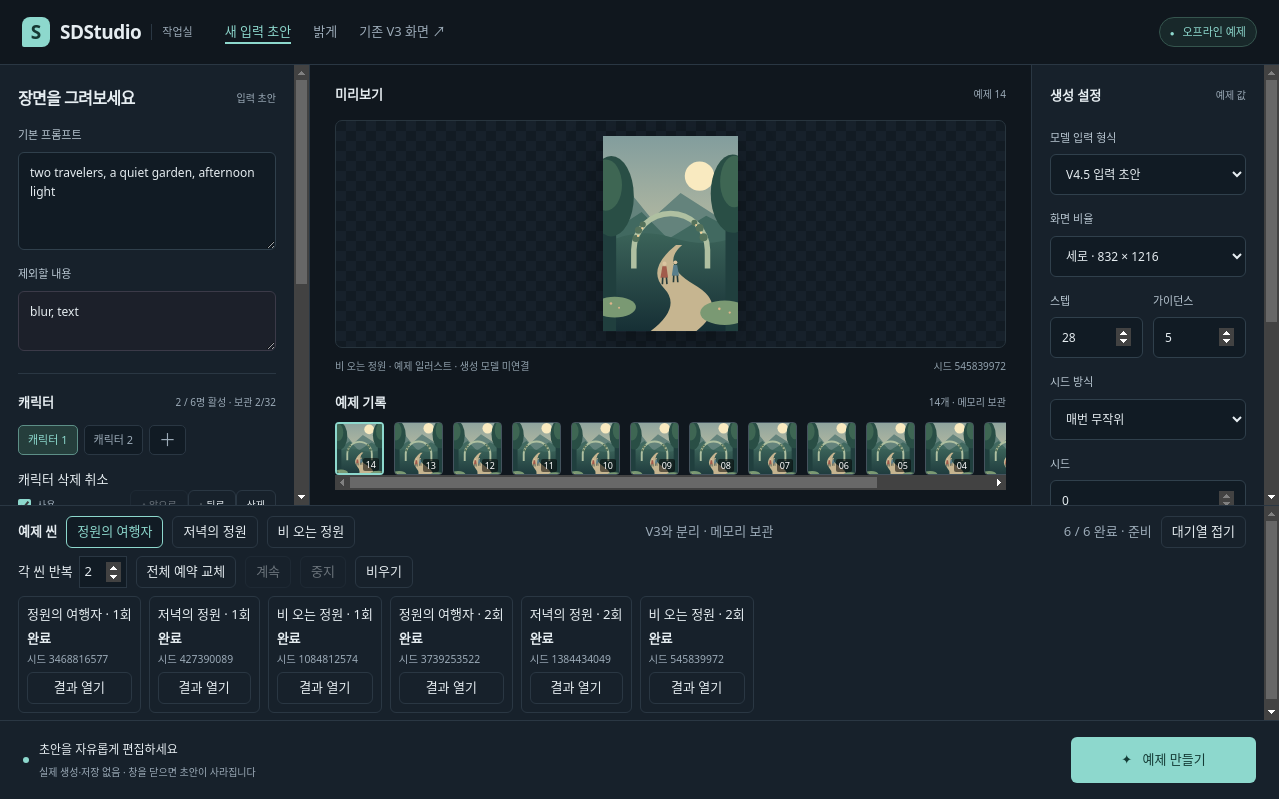 S SDStudio 작업실 새 입력 초안 밝게 기존 V3 화면 ↗ • 오프라인 예제
장면을 그려보세요 입력 초안
기본 프롬프트
two travelers, a quiet garden, afternoon
light
제외할 내용
blur, text
캐릭터 2 / 6명 활성 · 보관 2/32
캐릭터 1 캐릭터 2 +
캐릭터 삭제 취소
미리보기 예제 14
비 오는 정원 · 예제 일러스트 · 생성 모델 미연결 시드 545839972
예제 기록 14개 · 메모리 보관
14 13 12 11 10 09 08 07 06 05 04
생성 설정 예제 값
모델 입력 형식
V4.5 입력 초안
화면 비율
세로 · 832 × 1216
스텝 가이던스
28 5
시드 방식
매번 무작위
시드
0
예제 씬 정원의 여행자 저녁의 정원 비 오는 정원 V3와 분리 · 메모리 보관 6 / 6 완료 · 준비 대기열 접기
각 씬 반복 2 전체 예약 교체 계속 중지 비우기
정원의 여행자 · 1회 저녁의 정원 · 1회 비 오는 정원 · 1회 정원의 여행자 · 2회 저녁의 정원 · 2회 비 오는 정원 · 2회
완료 완료 완료 완료 완료 완료
시드 3468816577 시드 427390089 시드 1084812574 시드 3739253522 시드 1384434049 시드 545839972
결과 열기 결과 열기 결과 열기 결과 열기 결과 열기 결과 열기
초안을 자유롭게 편집하세요
실제 생성·저장 없음 · 창을 닫으면 초안이 사라집니다
✦ 예제 만들기